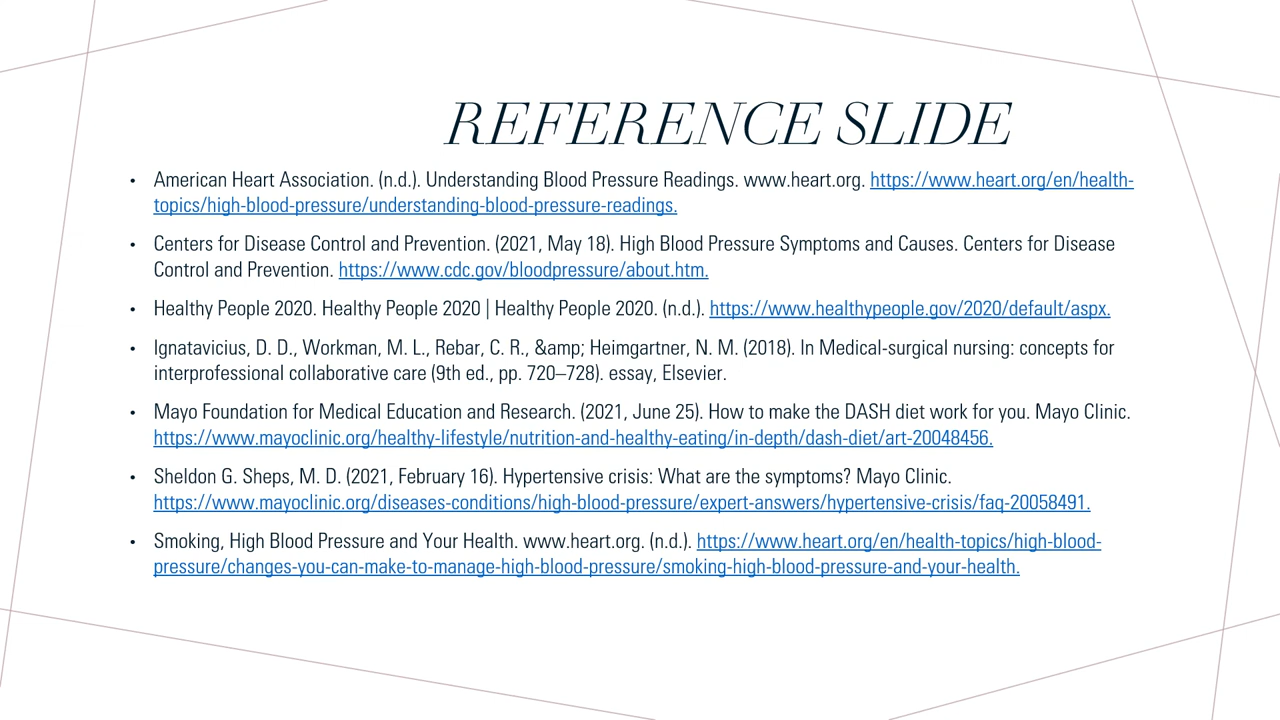 REFERENCE SLIDE
• American Heart Association. (n.d.). Understanding Blood Pressure Readings. www.heart.org. https://www.heart.org/en/health-
topics/high-blood-pressure/understanding-blood-pressure-readings.
• Centers for Disease Control and Prevention. (2021, May 18). High Blood Pressure Symptoms and Causes. Centers for Disease
Control and Prevention. https://www.cdc.gov/bloodpressure/about.htm.
• Healthy People 2020. Healthy People 2020 | Healthy People 2020. (n.d.). https://www.healthypeople.gov/2020/default/aspx.
• Ignatavicius, D. D., Workman, M. L., Rebar, C. R., &amp; Heimgartner, N. M. (2018). In Medical-surgical nursing: concepts for
interprofessional collaborative care (9th ed., pp. 720–728). essay, Elsevier.
• Mayo Foundation for Medical Education and Research. (2021, June 25). How to make the DASH diet work for you. Mayo Clinic.
https://www.mayoclinic.org/healthy-lifestyle/nutrition-and-healthy-eating/in-depth/dash-diet/art-20048456.
• Sheldon G. Sheps, M. D. (2021, February 16). Hypertensive crisis: What are the symptoms? Mayo Clinic.
https://www.mayoclinic.org/diseases-conditions/high-blood-pressure/expert-answers/hypertensive-crisis/faq-20058491.
• Smoking, High Blood Pressure and Your Health. www.heart.org. (n.d.). https://www.heart.org/en/health-topics/high-blood-
pressure/changes-you-can-make-to-manage-high-blood-pressure/smoking-high-blood-pressure-and-your-health.